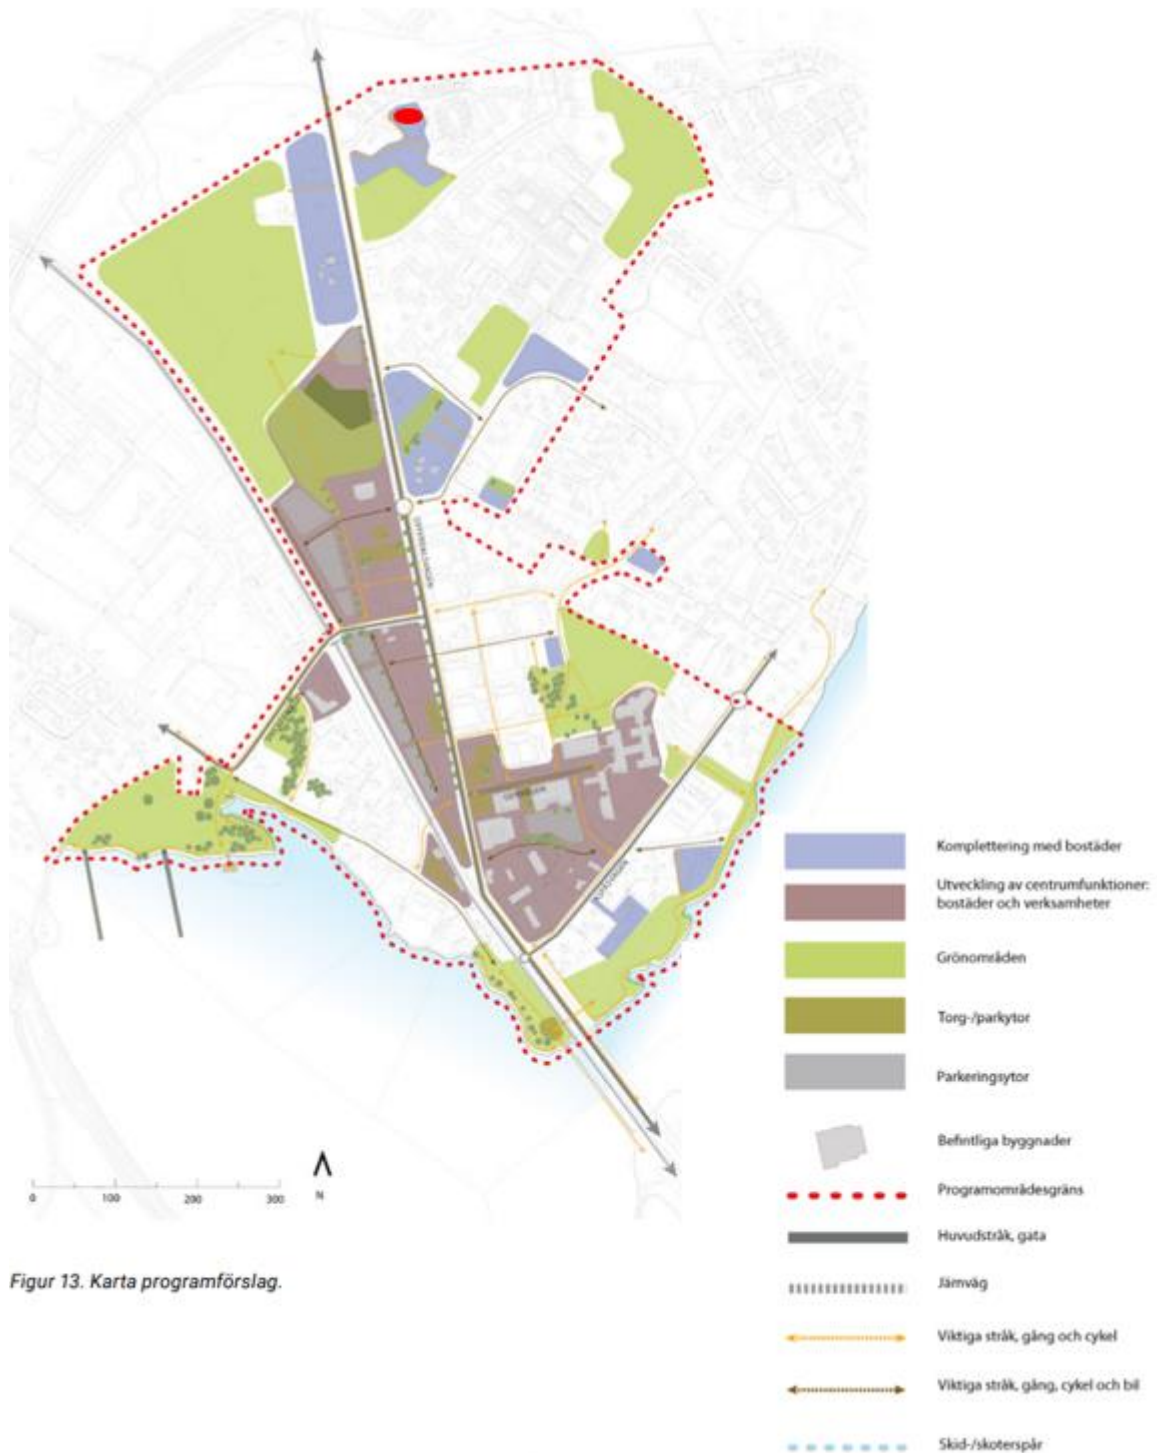 Komplettering med bostäder
Utveckling av centrumfunktioner:
bostäder och verksamheter
Grönområden
Torg-/parkytor
Parkeringsytor
Befintliga byggnader
Programområdesgräns
Huvudstråk, gata
Järnväg
Viktiga stråk, gång och cykel
Viktiga stråk, gång, cykel och bil
Skid-/skoterspår
0 100 200 300
N
Figur 13. Karta programförslag.